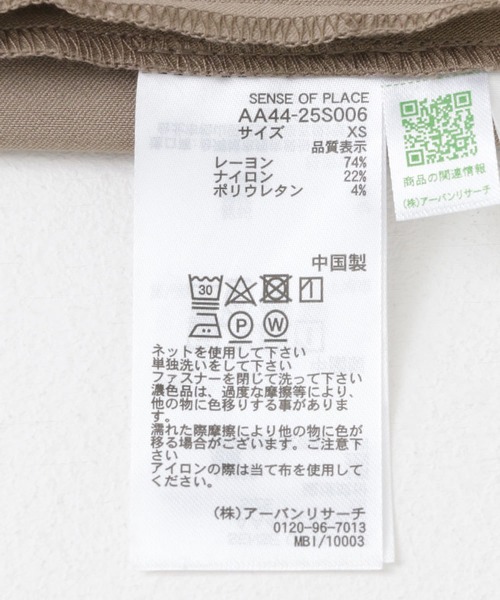 SENSE OF PLACE
AA44-25S006
サイズ XS
品質表示
レーヨン 74%
ナイロン 22%
ポリウレタン 4%
中国製
30
P W
ネットを使用して下さい
単独洗いをして下さい
ファスナーを閉じて洗って下さい
濃色品は、過度な摩擦等により、
他の物に色移りする事がありま
す。
濡れた際摩擦により他の物に色が
移る場合がございます。ご注意下
さい
アイロンの際は当て布を使用して
ください。
(株)アーバンリサーチ
0120-96-7013
MBI/10003
商品の関連情報
(株)アーバンリサーチ